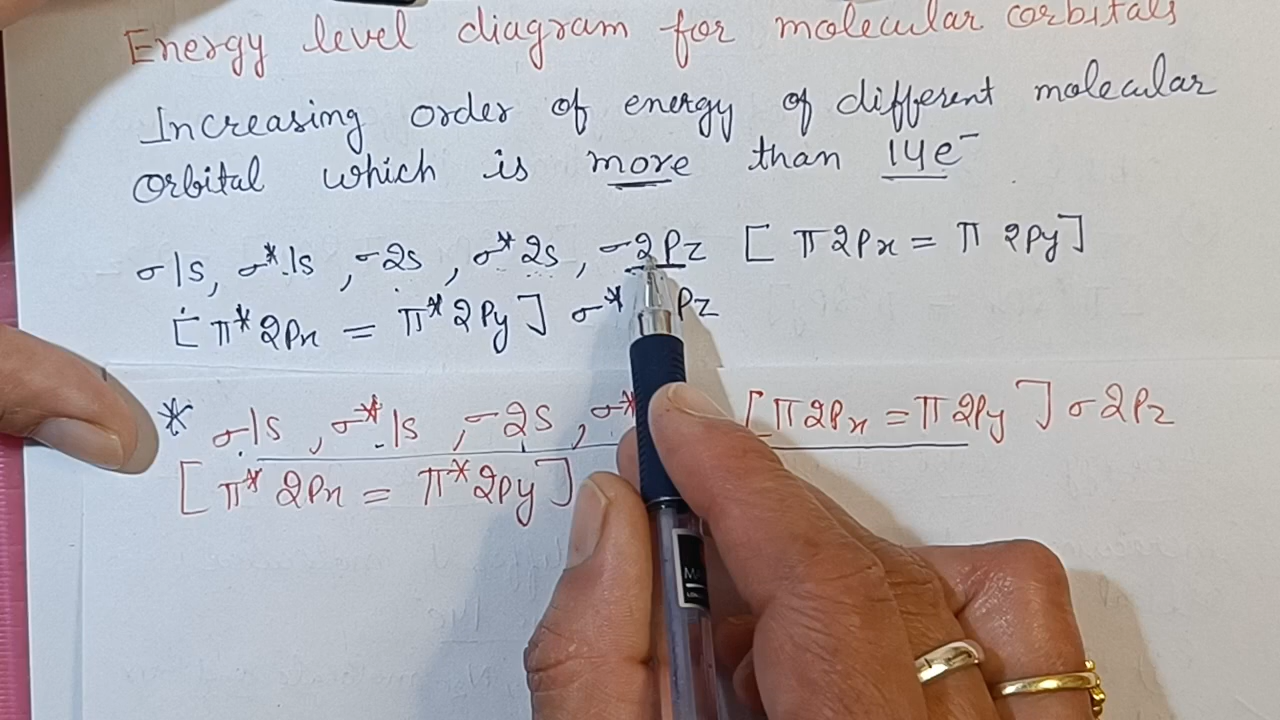 Energy level diagram for molecular orbitals
Increasing order of energy of different molecular
Orbital which is more than 14e⁻
σ1s, σ*1s, σ2s, σ*2s, σ2Pz [π2Px = π2Py]
[π*2Px = π*2Py] σ* Pz
* σ1s, σ*1s, σ2s, σ* [π2Px = π2Py] σ2Pz
[π*2Px = π*2Py]